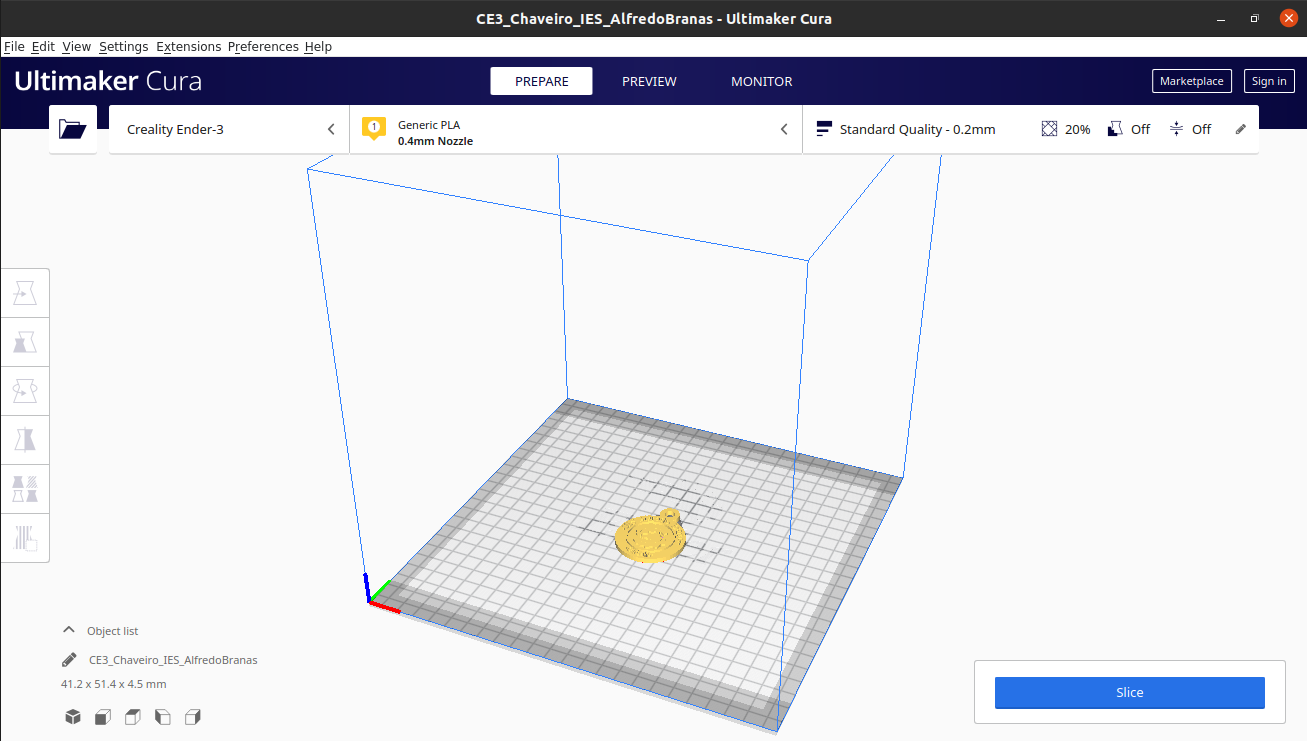 CE3_Chaveiro_IES_AlfredoBranas - Ultimaker Cura
File Edit View Settings Extensions Preferences Help
Ultimaker Cura
PREPARE
PREVIEW
MONITOR
Marketplace
Sign in
Creality Ender-3
1
Generic PLA
0.4mm Nozzle
Standard Quality - 0.2mm
20%
Off
Off
Object list
CE3_Chaveiro_IES_AlfredoBranas
41.2 x 51.4 x 4.5 mm
Slice